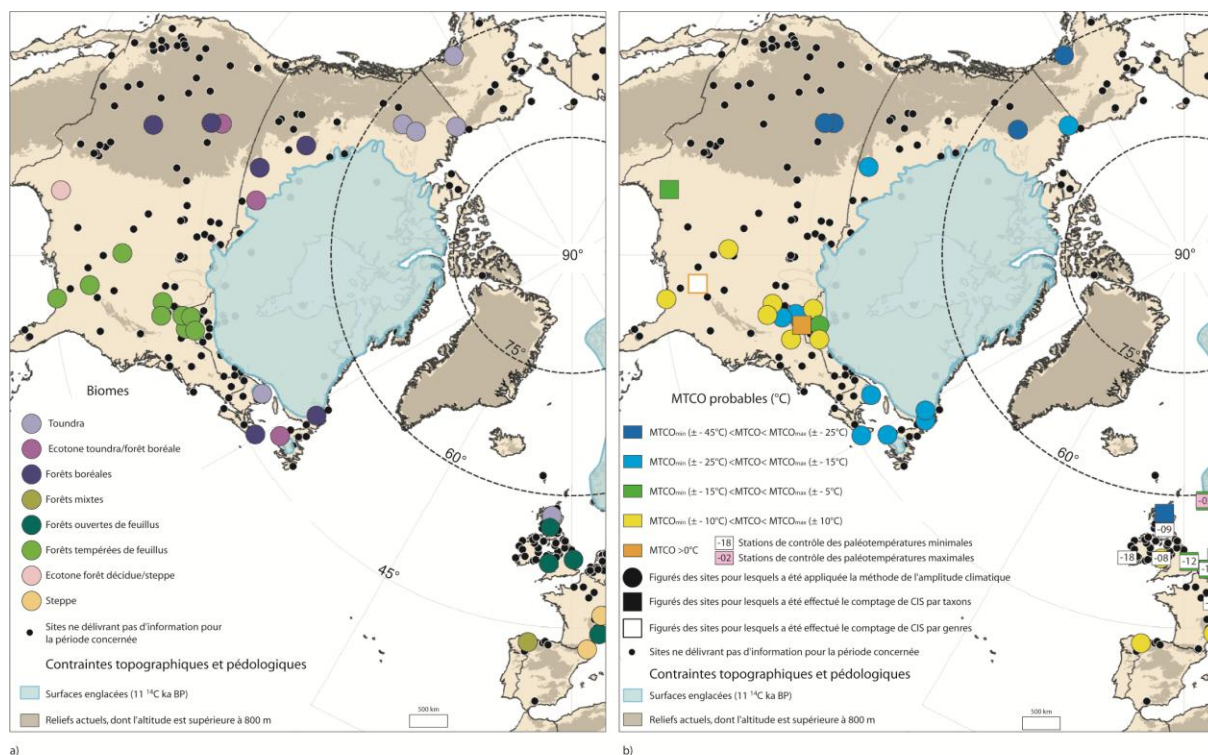 90°
75°
60°
45°
Biomes
Toundra
Ecotone toundra/forêt boréale
Forêts boréales
Forêts mixtes
Forêts ouvertes de feuillus
Forêts tempérées de feuillus
Ecotone forêt décidue/steppe
Steppe
Sites ne délivrant pas d'information pour
la période concernée
Contraintes topographiques et pédologiques
Surfaces englacées (11 ¹⁴C ka BP)
Reliefs actuels, dont l'altitude est supérieure à 800 m
500 km
a)
90°
75°
60°
45°
MTCO probables (°C)
MTCOmin (± - 45°C) <MTCO< MTCOmax (± - 25°C)
MTCOmin (± - 25°C) <MTCO< MTCOmax (± - 15°C)
MTCOmin (± - 15°C) <MTCO< MTCOmax (± - 5°C)
MTCOmin (± - 10°C) <MTCO< MTCOmax (± 10°C)
MTCO >0°C
-18 Stations de contrôle des paléotempératures minimales
-02 Stations de contrôle des paléotempératures maximales
Figurés des sites pour lesquels a été appliquée la méthode de l'amplitude climatique
Figurés des sites pour lesquels a été effectué le comptage de CIS par taxons
Figurés des sites pour lesquels a été effectué le comptage de CIS par genres
Sites ne délivrant pas d'information pour la période concernée
Contraintes topographiques et pédologiques
Surfaces englacées (11 ¹⁴C ka BP)
Reliefs actuels, dont l'altitude est supérieure à 800 m
-09
-18
-08
-12
500 km
b)